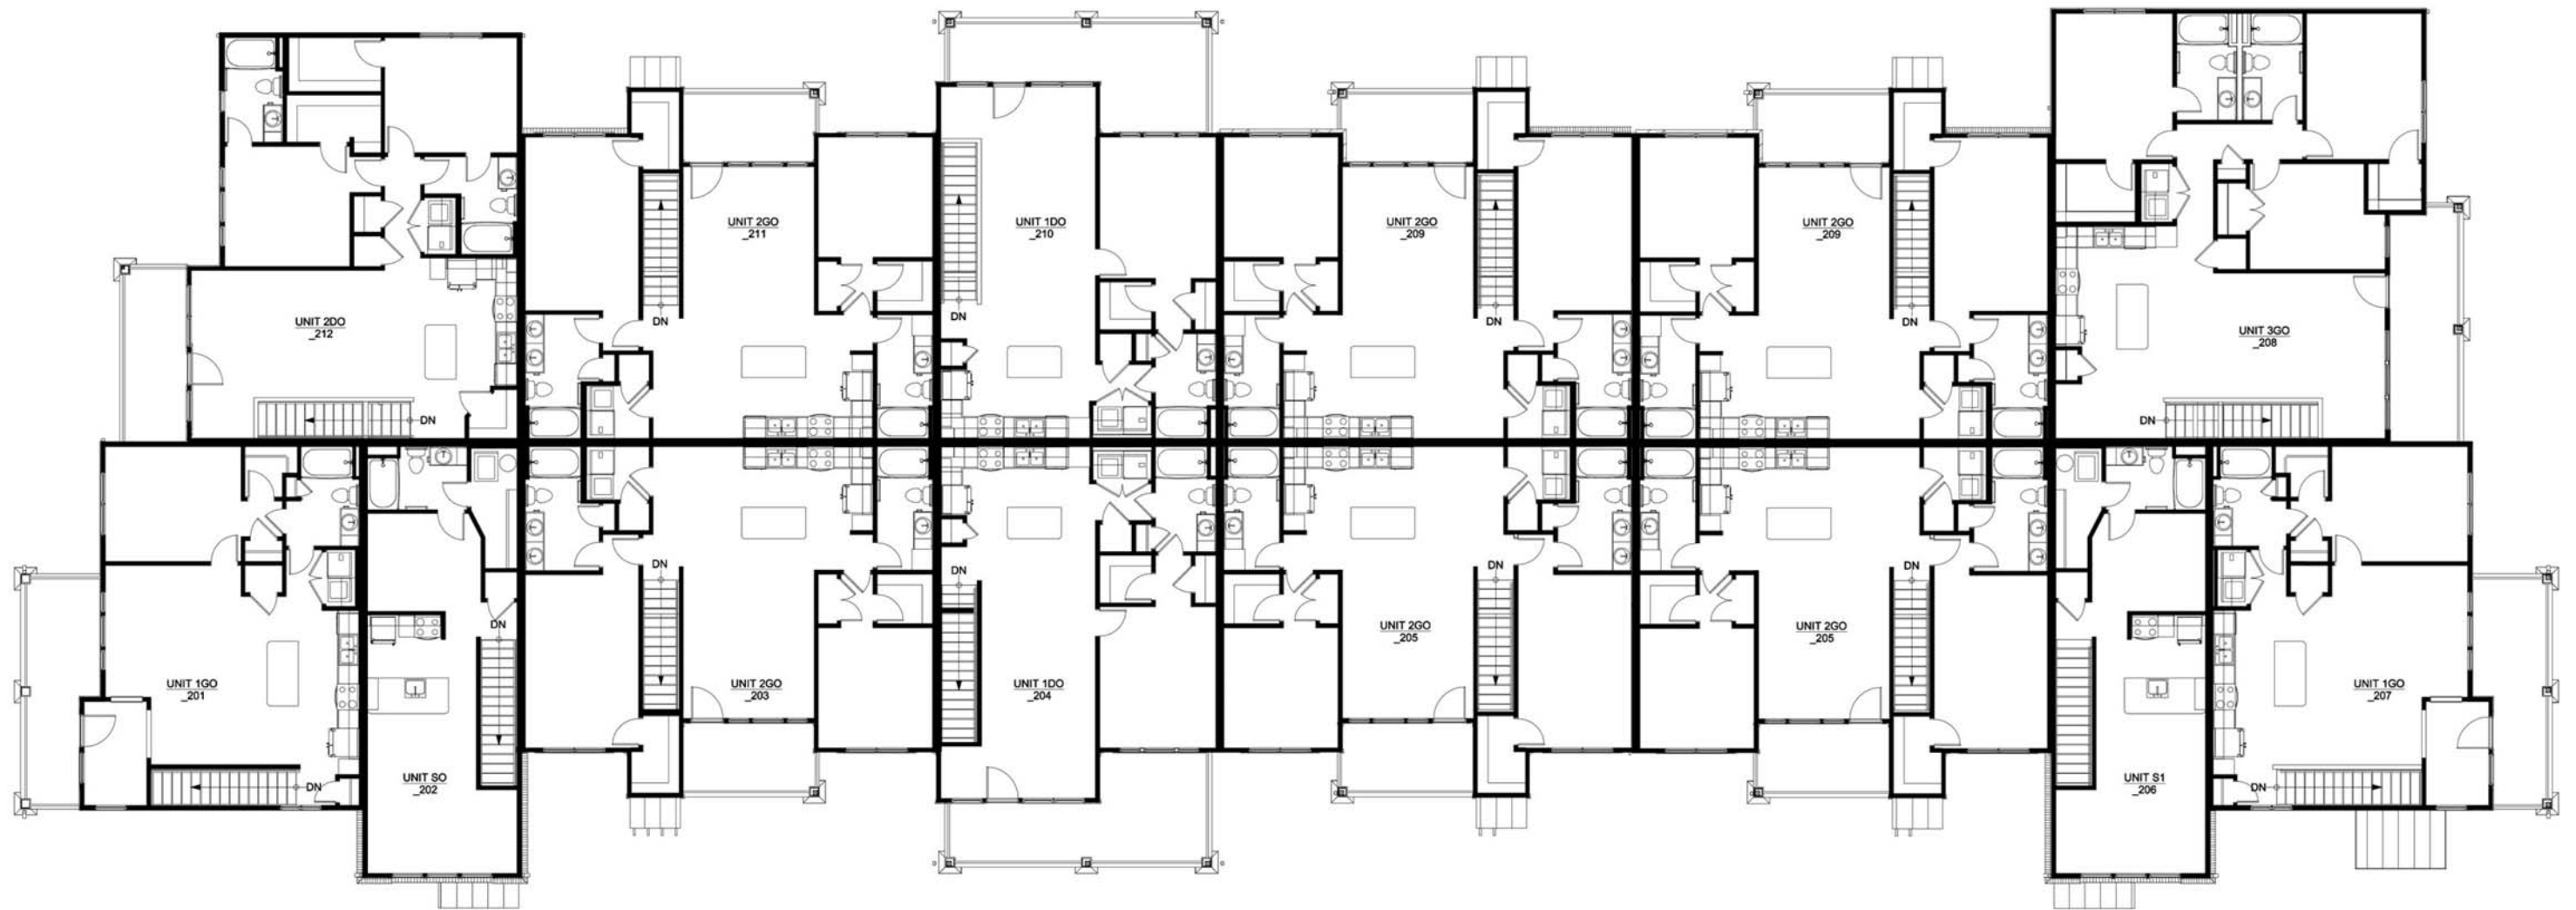 UNIT 2GO
_211
UNIT 1DO
_210
UNIT 2GO
_209
UNIT 2GO
_209
DN
DN
DN
DN
UNIT 2DO
_212
UNIT 3GO
_208
DN
DN
DN
DN
DN
DN
DN
UNIT 2GO
_205
UNIT 2GO
_205
UNIT 1GO
_201
UNIT 2GO
_203
UNIT 1DO
_204
UNIT 1GO
_207
UNIT SO
_202
UNIT S1
_206
DN
DN